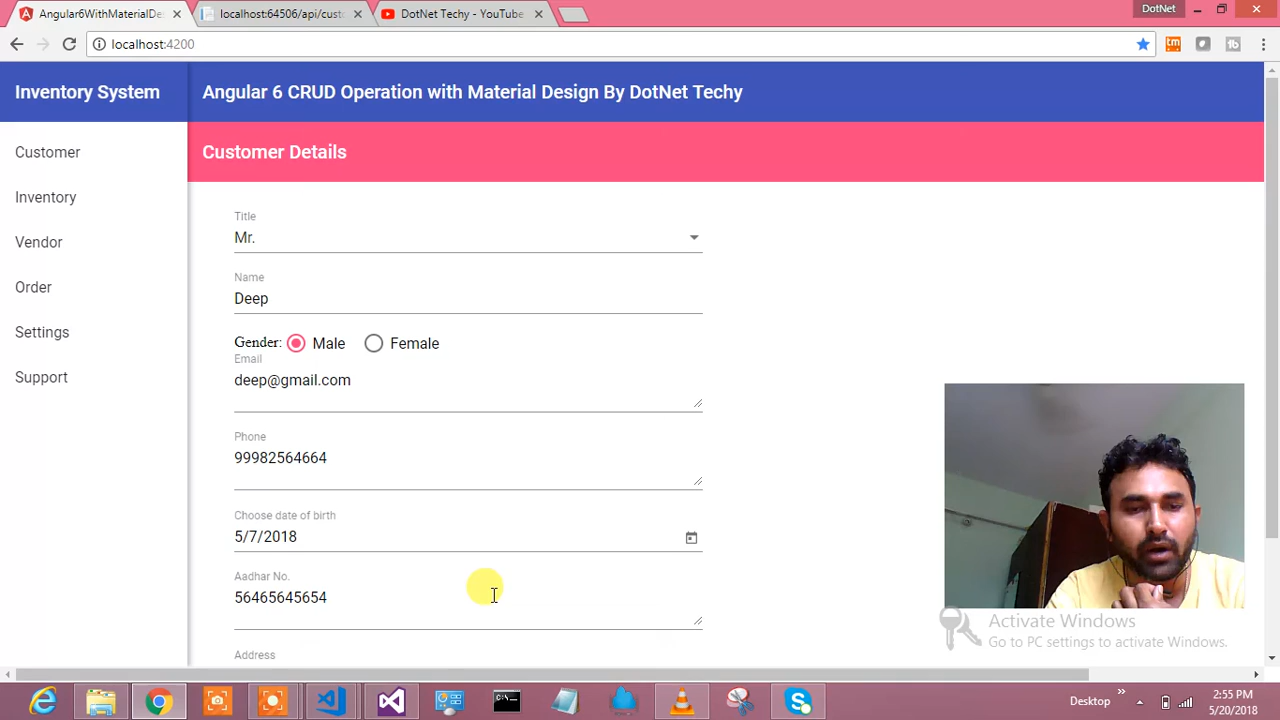 Angular6WithMaterialDe
localhost:64506/api/custo
DotNet Techy - YouTube
DotNet
localhost:4200
tm
Inventory System
Angular 6 CRUD Operation with Material Design By DotNet Techy
Customer Details
Customer
Inventory
Vendor
Order
Settings
Support
Title
Mr.
Name
Deep
Gender: Male Female
Email
deep@gmail.com
Phone
99982564664
Choose date of birth
5/7/2018
Aadhar No.
56465645654
Address
Activate Windows
Go to PC settings to activate Windows.
Desktop
2:55 PM
5/20/2018